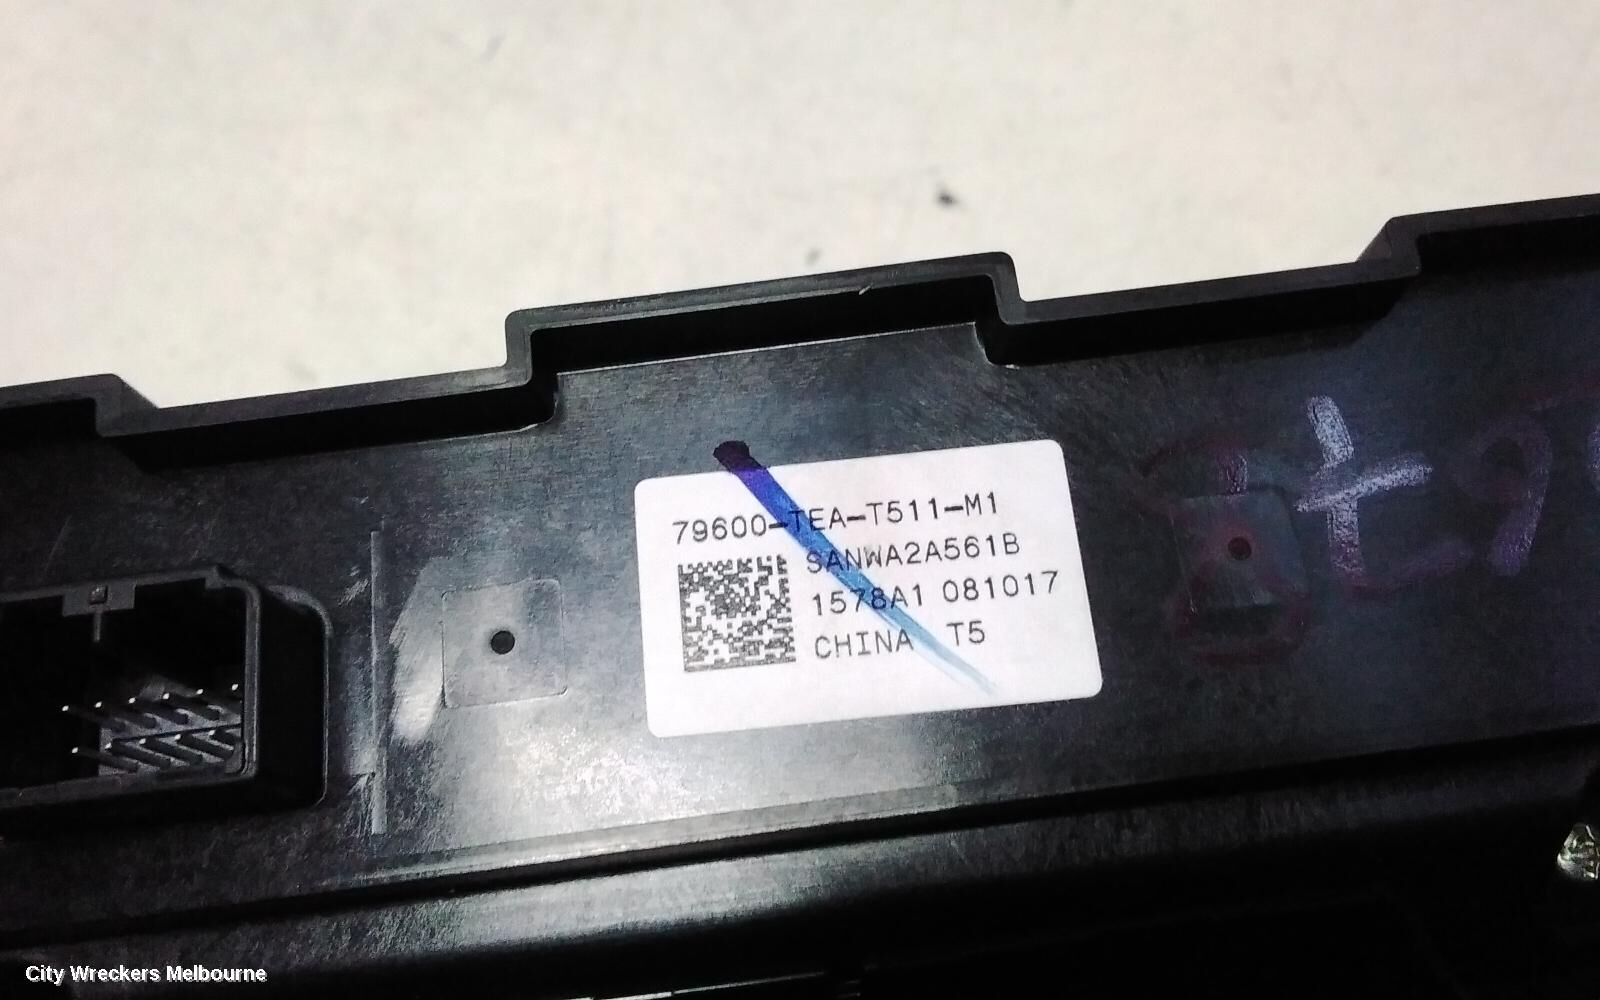 79600-TEA-T511-M1
SANWA2A561B
1578A1 081017
CHINA T5
City Wreckers Melbourne